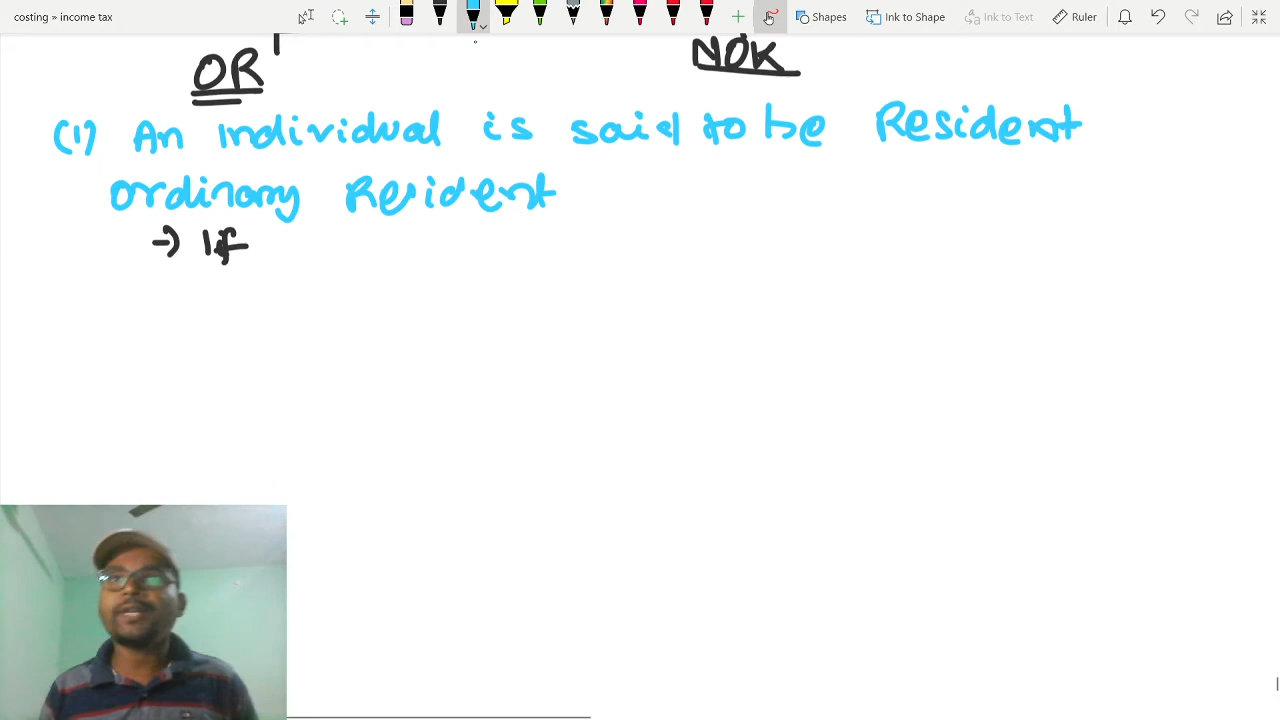 costing » income tax
Shapes
Ink to Shape
Ink to Text
Ruler
OR
NOR
(1) An Individual is said to be Resident
ordinary Resident
→ If